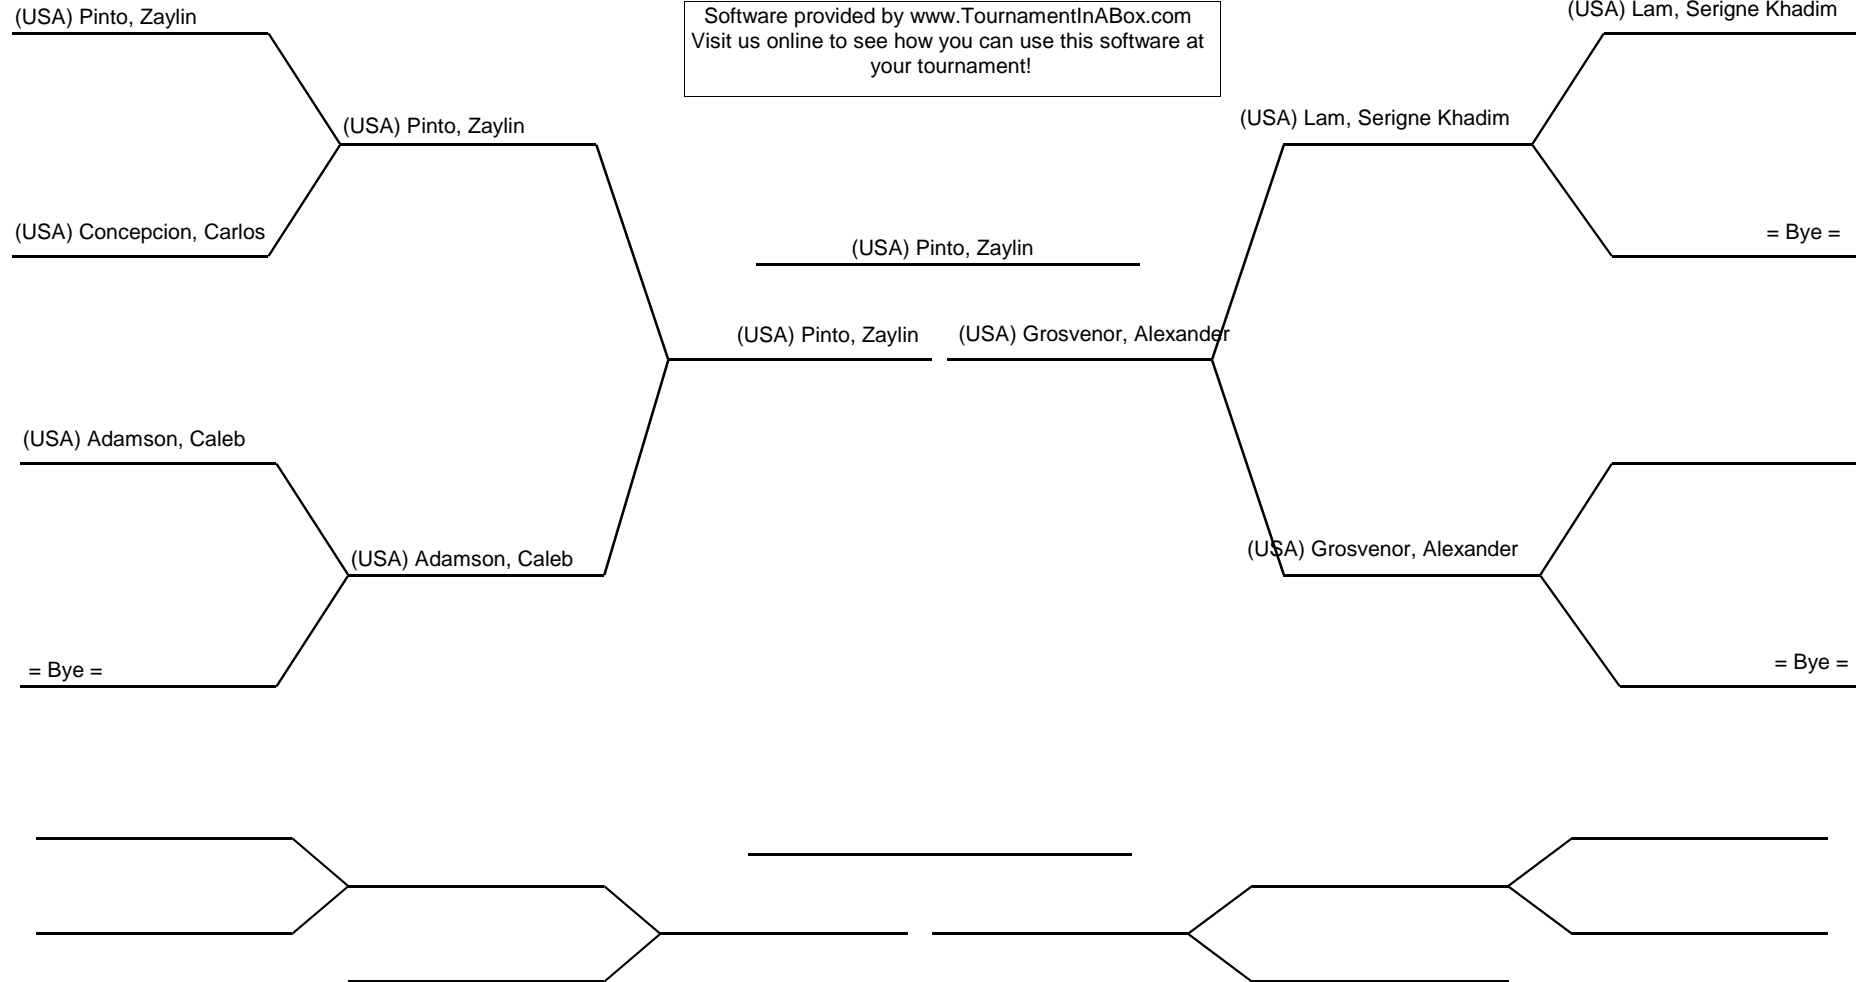 (USA) Pinto, Zaylin
Software provided by www.TournamentInABox.com
Visit us online to see how you can use this software at
your tournament!
(USA) Lam, Serigne Khadim
(USA) Pinto, Zaylin
(USA) Lam, Serigne Khadim
(USA) Concepcion, Carlos
= Bye =
(USA) Pinto, Zaylin
(USA) Pinto, Zaylin
(USA) Grosvenor, Alexander
(USA) Adamson, Caleb
(USA) Adamson, Caleb
(USA) Grosvenor, Alexander
= Bye =
= Bye =